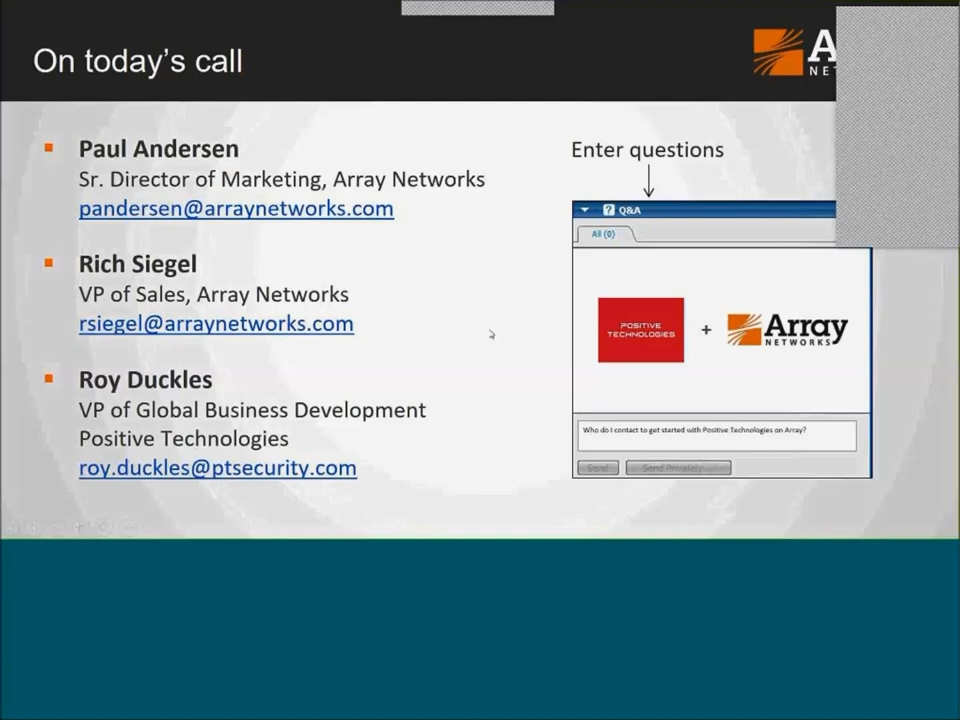 On today's call
A
NE
Paul Andersen
Sr. Director of Marketing, Array Networks
pandersen@arraynetworks.com
Rich Siegel
VP of Sales, Array Networks
rsiegel@arraynetworks.com
Roy Duckles
VP of Global Business Development
Positive Technologies
roy.duckles@ptsecurity.com
Enter questions
? Q&A
All (0)
POSITIVE
TECHNOLOGIES
+
Array
NETWORKS
Who do I contact to get started with Positive Technologies on Array?
Send
Send Privately...